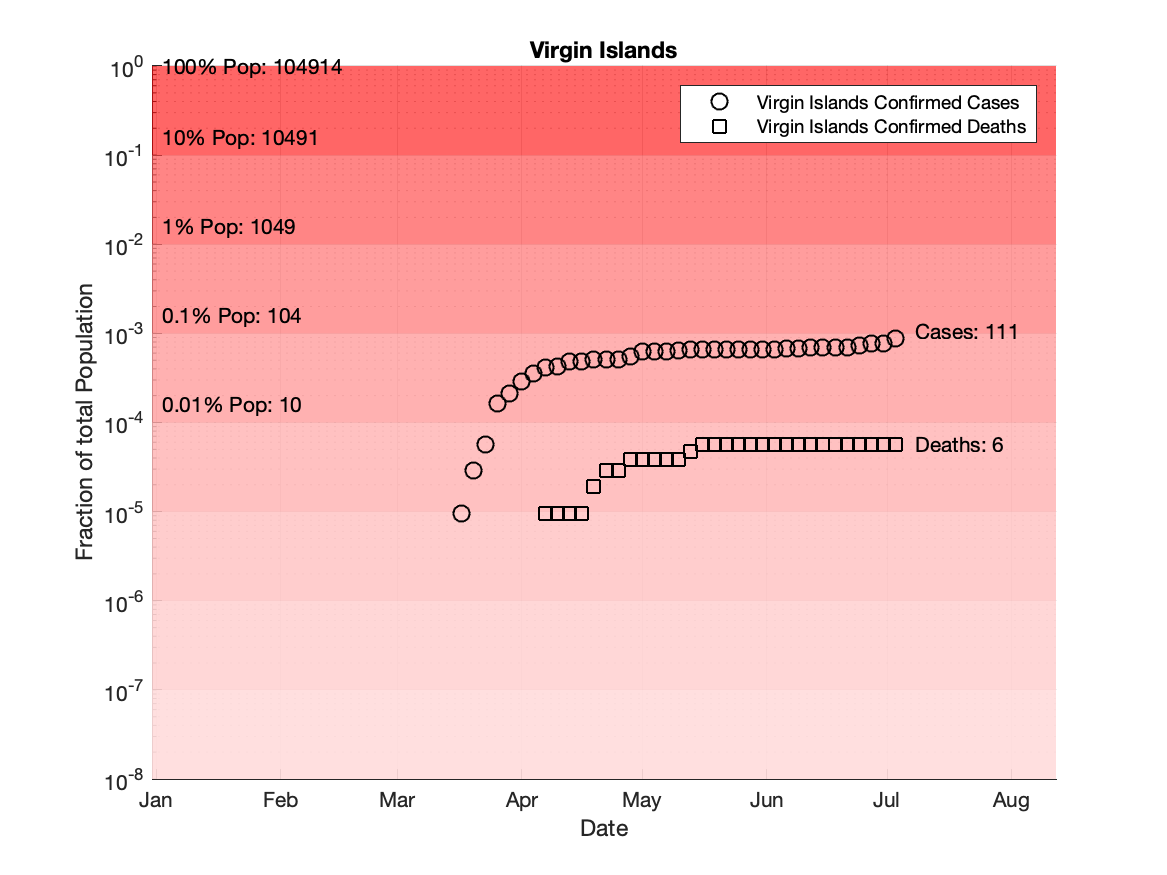 Virgin Islands
10^0
100% Pop: 104914
Virgin Islands Confirmed Cases
Virgin Islands Confirmed Deaths
10% Pop: 10491
10^-1
1% Pop: 1049
10^-2
0.1% Pop: 104
10^-3
Cases: 111
0.01% Pop: 10
10^-4
Deaths: 6
10^-5
10^-6
10^-7
10^-8
Fraction of total Population
Jan Feb Mar Apr May Jun Jul Aug
Date